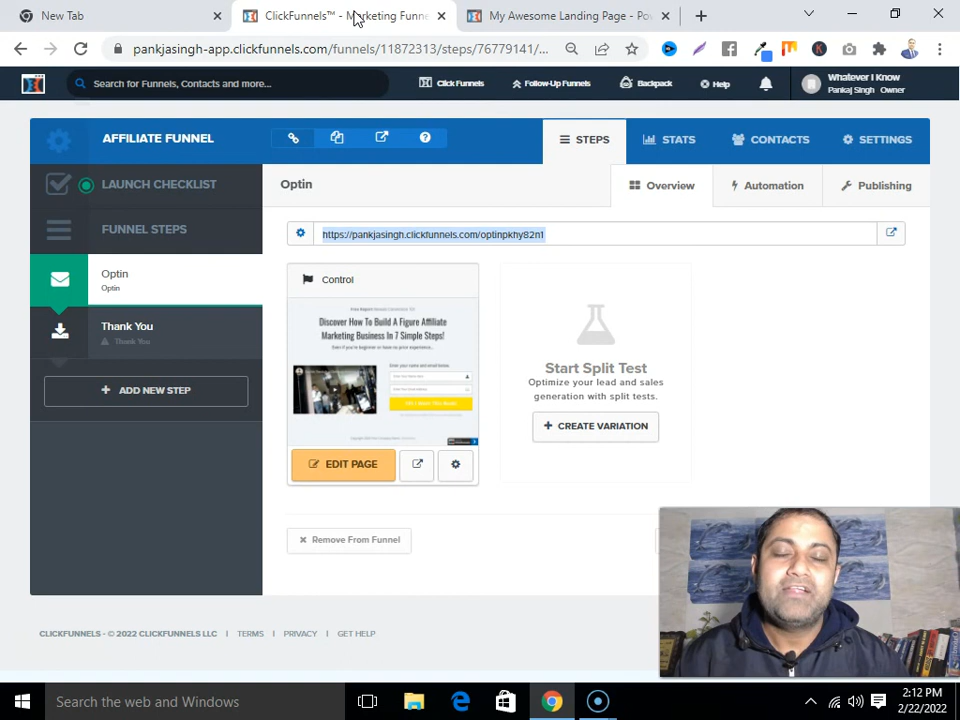 New Tab
ClickFunnels™ - Marketing Funne
My Awesome Landing Page - Pow
pankajasingh-app.clickfunnels.com/funnels/11872313/steps/76779141/...
Search for Funnels, Contacts and more...
Click Funnels
Follow-Up Funnels
Backpack
Help
Whatever I Know
Pankaj Singh Owner
AFFILIATE FUNNEL
STEPS
STATS
CONTACTS
SETTINGS
LAUNCH CHECKLIST
Optin
Overview
Automation
Publishing
FUNNEL STEPS
https://pankjasingh.clickfunnels.com/optinpkhy82n1
Optin
Optin
Control
Thank You
Thank You
Discover How To Build A Figure Affiliate
Marketing Business In 7 Simple Steps!
ADD NEW STEP
Start Split Test
Optimize your lead and sales
generation with split tests.
CREATE VARIATION
EDIT PAGE
Remove From Funnel
CLICKFUNNELS - © 2022 CLICKFUNNELS LLC | TERMS | PRIVACY | GET HELP
Search the web and Windows
2:12 PM
2/22/2022